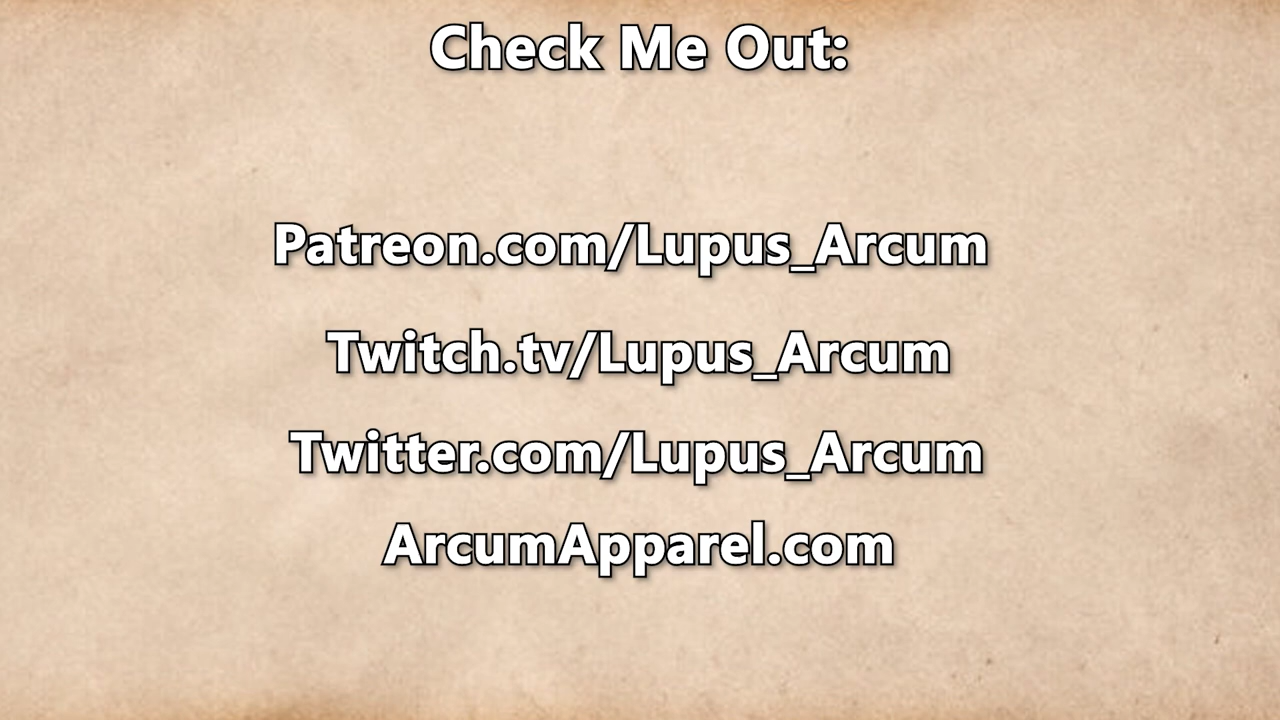 Check Me Out:
Patreon.com/Lupus_Arcum
Twitch.tv/Lupus_Arcum
Twitter.com/Lupus_Arcum
ArcumApparel.com